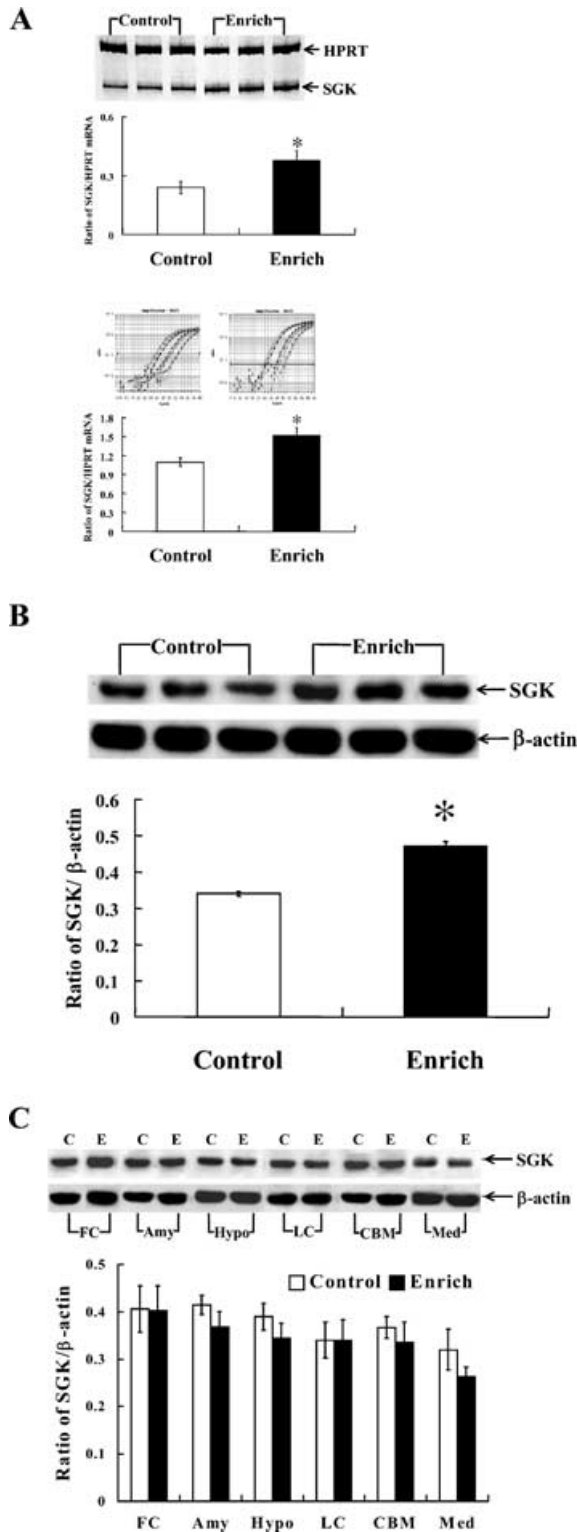 A
Control Enrich
HPRT
SGK
Ratio of SGK/HPRT mRNA
0.6
0.3
0
*
Control Enrich
Ratio of SGK/HPRT mRNA
1.8
1.5
1.2
0.9
0.6
0.3
0
*
Control Enrich
B
Control Enrich
SGK
β-actin
Ratio of SGK/ β-actin
0.6
0.5
0.4
0.3
0.2
0.1
0
*
Control Enrich
C
C E C E C E C E C E C E
SGK
β-actin
FC Amy Hypo LC CBM Med
Ratio of SGK/β-actin
0.5
0.4
0.3
0.2
0.1
0
Control Enrich
FC Amy Hypo LC CBM Med